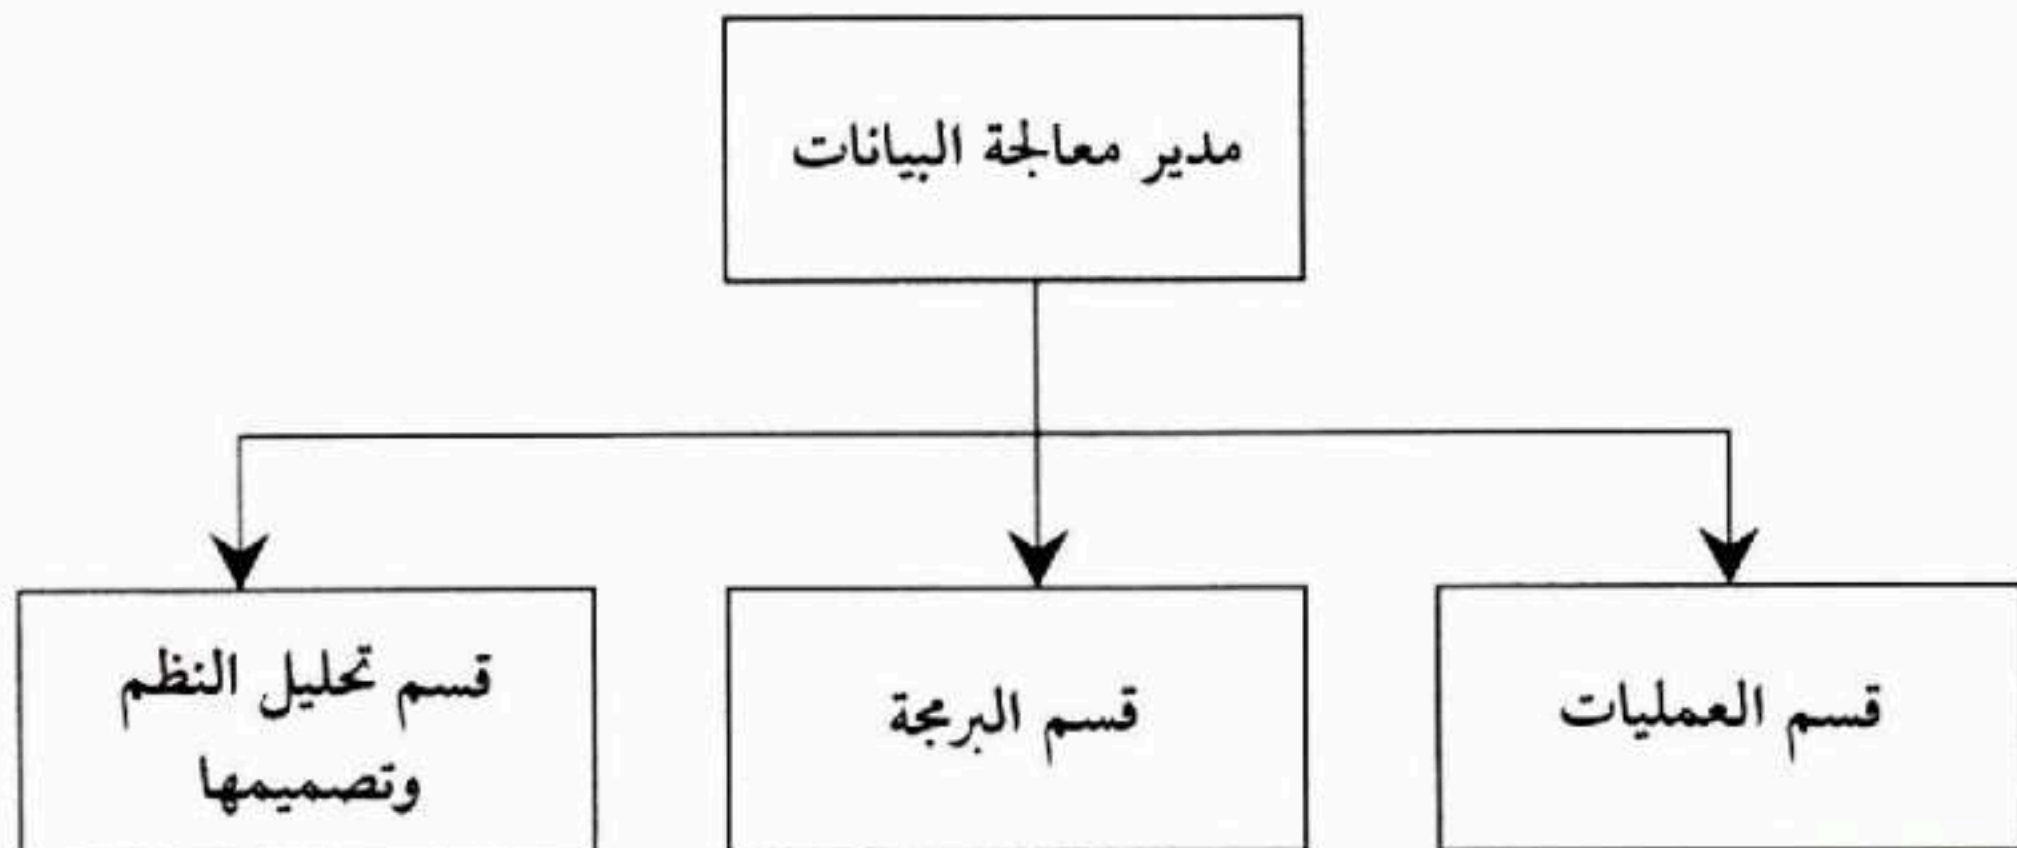 مدير معالجة البيانات
قسم العمليات
قسم البرمجة
قسم تحليل النظم
وتصميمها